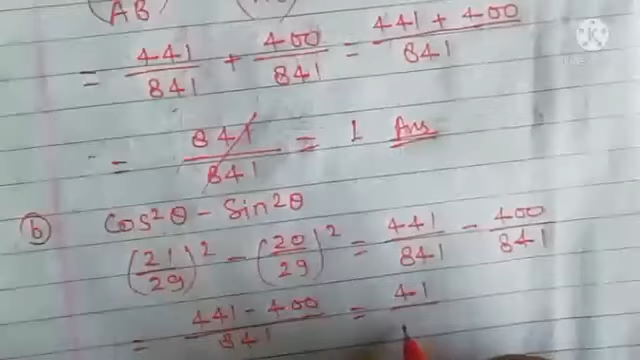 (AB
= 441/841 + 400/841 = 441 + 400/841
= 841/841 = 1 Ans
(b) Cos²θ - Sin2θ
(21/29)² - (20/29)² = 441/841 - 400/841
= 441 - 400/841 = 41